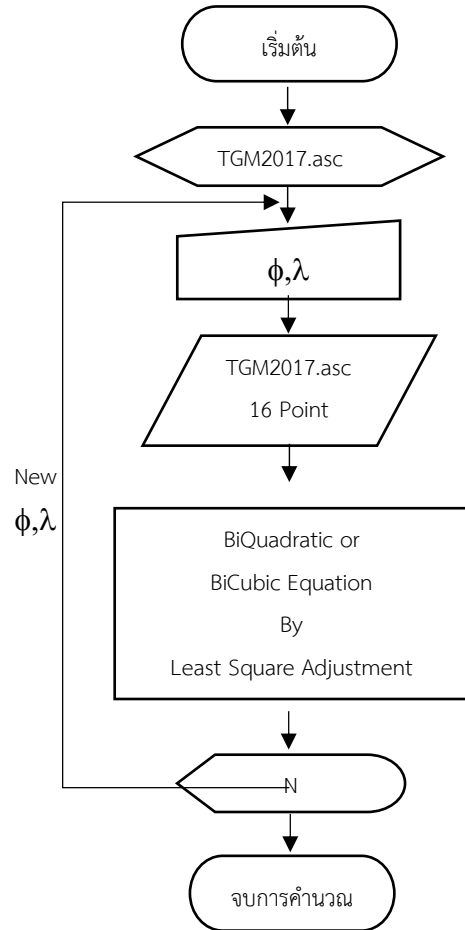 เริ่มต้น
TGM2017.asc
ϕ,λ
TGM2017.asc
16 Point
New
ϕ,λ
BiQuadratic or
BiCubic Equation
By
Least Square Adjustment
N
จบการคำนวณ